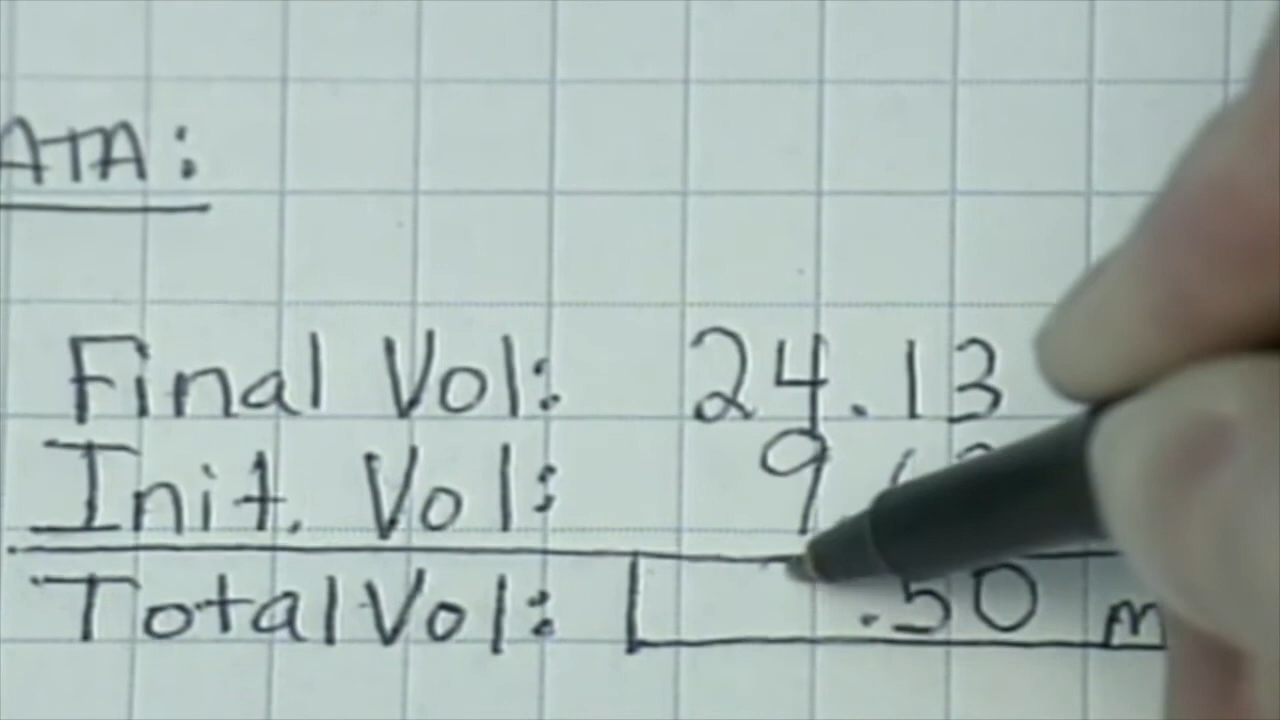 ATA:
Final Vol: 24.13
Init. Vol: 9
Total Vol: .50 m